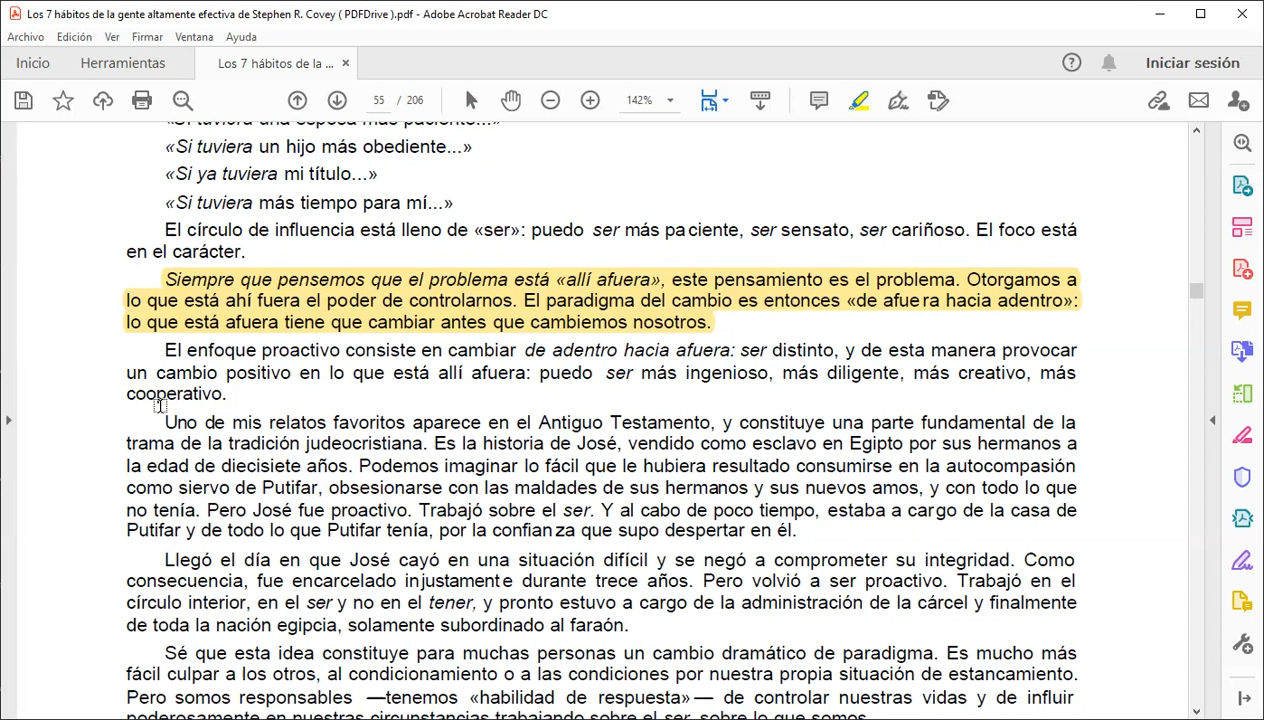 Los 7 hábitos de la gente altamente efectiva de Stephen R. Covey ( PDFDrive ).pdf - Adobe Acrobat Reader DC
Archivo Edición Ver Firmar Ventana Ayuda
Inicio Herramientas Los 7 hábitos de la ... × Iniciar sesión
55 / 206 142%
«Si tuviera una esposa más paciente...»
«Si tuviera un hijo más obediente...»
«Si ya tuviera mi título...»
«Si tuviera más tiempo para mí...»
El círculo de influencia está lleno de «ser»: puedo ser más paciente, ser sensato, ser cariñoso. El foco está
en el carácter.
Siempre que pensemos que el problema está «allí afuera», este pensamiento es el problema. Otorgamos a
lo que está ahí fuera el poder de controlarnos. El paradigma del cambio es entonces «de afuera hacia adentro»:
lo que está afuera tiene que cambiar antes que cambiemos nosotros.
El enfoque proactivo consiste en cambiar de adentro hacia afuera: ser distinto, y de esta manera provocar
un cambio positivo en lo que está allí afuera: puedo ser más ingenioso, más diligente, más creativo, más
cooperativo.
Uno de mis relatos favoritos aparece en el Antiguo Testamento, y constituye una parte fundamental de la
trama de la tradición judeocristiana. Es la historia de José, vendido como esclavo en Egipto por sus hermanos a
la edad de diecisiete años. Podemos imaginar lo fácil que le hubiera resultado consumirse en la autocompasión
como siervo de Putifar, obsesionarse con las maldades de sus hermanos y sus nuevos amos, y con todo lo que
no tenía. Pero José fue proactivo. Trabajó sobre el ser. Y al cabo de poco tiempo, estaba a cargo de la casa de
Putifar y de todo lo que Putifar tenía, por la confianza que supo despertar en él.
Llegó el día en que José cayó en una situación difícil y se negó a comprometer su integridad. Como
consecuencia, fue encarcelado injustamente durante trece años. Pero volvió a ser proactivo. Trabajó en el
círculo interior, en el ser y no en el tener, y pronto estuvo a cargo de la administración de la cárcel y finalmente
de toda la nación egipcia, solamente subordinado al faraón.
Sé que esta idea constituye para muchas personas un cambio dramático de paradigma. Es mucho más
fácil culpar a los otros, al condicionamiento o a las condiciones por nuestra propia situación de estancamiento.
Pero somos responsables —tenemos «habilidad de respuesta»— de controlar nuestras vidas y de influir
poderosamente en nuestras circunstancias trabajando sobre el ser, sobre lo que somos.